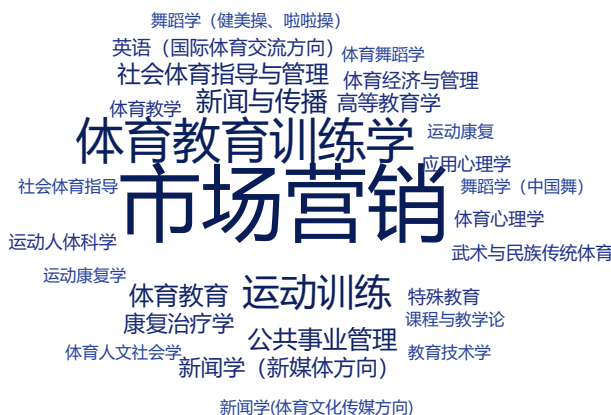 舞蹈学（健美操、啦啦操）
英语（国际体育交流方向）
体育舞蹈学
社会体育指导与管理
体育经济与管理
体育教学
新闻与传播
高等教育学
体育教育训练学
运动康复
应用心理学
市场营销
社会体育指导
舞蹈学（中国舞）
体育心理学
运动人体科学
武术与民族传统体育
运动康复学
体育教育
运动训练
特殊教育
康复治疗学
课程与教学论
公共事业管理
体育人文社会学
教育技术学
新闻学（新媒体方向）
新闻学(体育文化传媒方向)